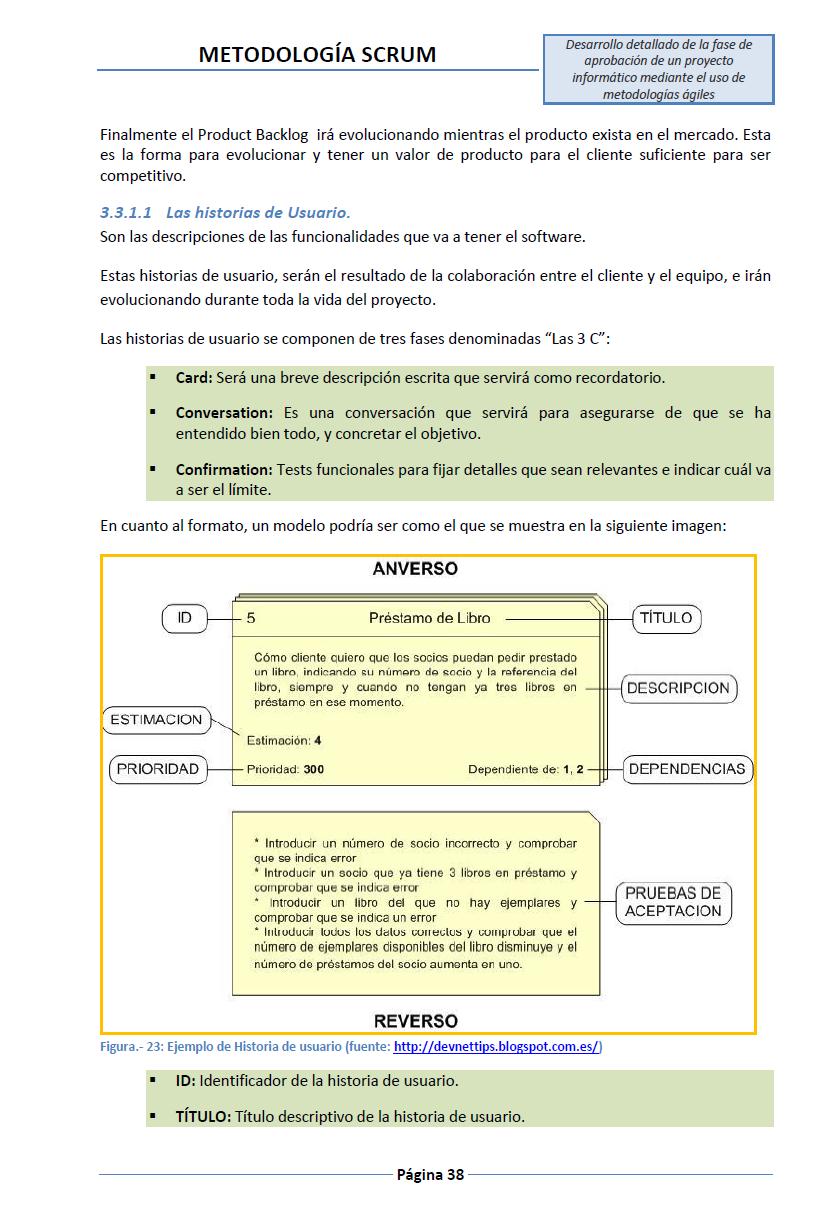 METODOLOGÍA SCRUM
Desarrollo detallado de la fase de
aprobación de un proyecto
informático mediante el uso de
metodologías ágiles
Finalmente el Product Backlog irá evolucionando mientras el producto exista en el mercado. Esta
es la forma para evolucionar y tener un valor de producto para el cliente suficiente para ser
competitivo.
3.3.1.1 Las historias de Usuario.
Son las descripciones de las funcionalidades que va a tener el software.
Estas historias de usuario, serán el resultado de la colaboración entre el cliente y el equipo, e irán
evolucionando durante toda la vida del proyecto.
Las historias de usuario se componen de tres fases denominadas “Las 3 C”:
▪ Card: Será una breve descripción escrita que servirá como recordatorio.
▪ Conversation: Es una conversación que servirá para asegurarse de que se ha
entendido bien todo, y concretar el objetivo.
▪ Confirmation: Tests funcionales para fijar detalles que sean relevantes e indicar cuál va
a ser el límite.
En cuanto al formato, un modelo podría ser como el que se muestra en la siguiente imagen:
ANVERSO
ID
5 Préstamo de Libro
TÍTULO
Cómo cliente quiero que los socios puedan pedir prestado
un libro, indicando su número de socio y la referencia del
libro, siempre y cuando no tengan ya tres libros en
préstamo en ese momento.
DESCRIPCION
ESTIMACION
Estimación: 4
PRIORIDAD
Prioridad: 300
Dependiente de: 1, 2
DEPENDENCIAS
* Introducir un número de socio incorrecto y comprobar
que se indica error
* Introducir un socio que ya tiene 3 libros en préstamo y
comprobar que se indica error
* Introducir un libro del que no hay ejemplares y
comprobar que se indica un error
* Introducir todos los datos correctos y comprobar que el
número de ejemplares disponibles del libro disminuye y el
número de préstamos del socio aumenta en uno.
PRUEBAS DE
ACEPTACION
REVERSO
Figura.- 23: Ejemplo de Historia de usuario (fuente: http://devnettips.blogspot.com.es/)
▪ ID: Identificador de la historia de usuario.
▪ TÍTULO: Título descriptivo de la historia de usuario.
Página 38